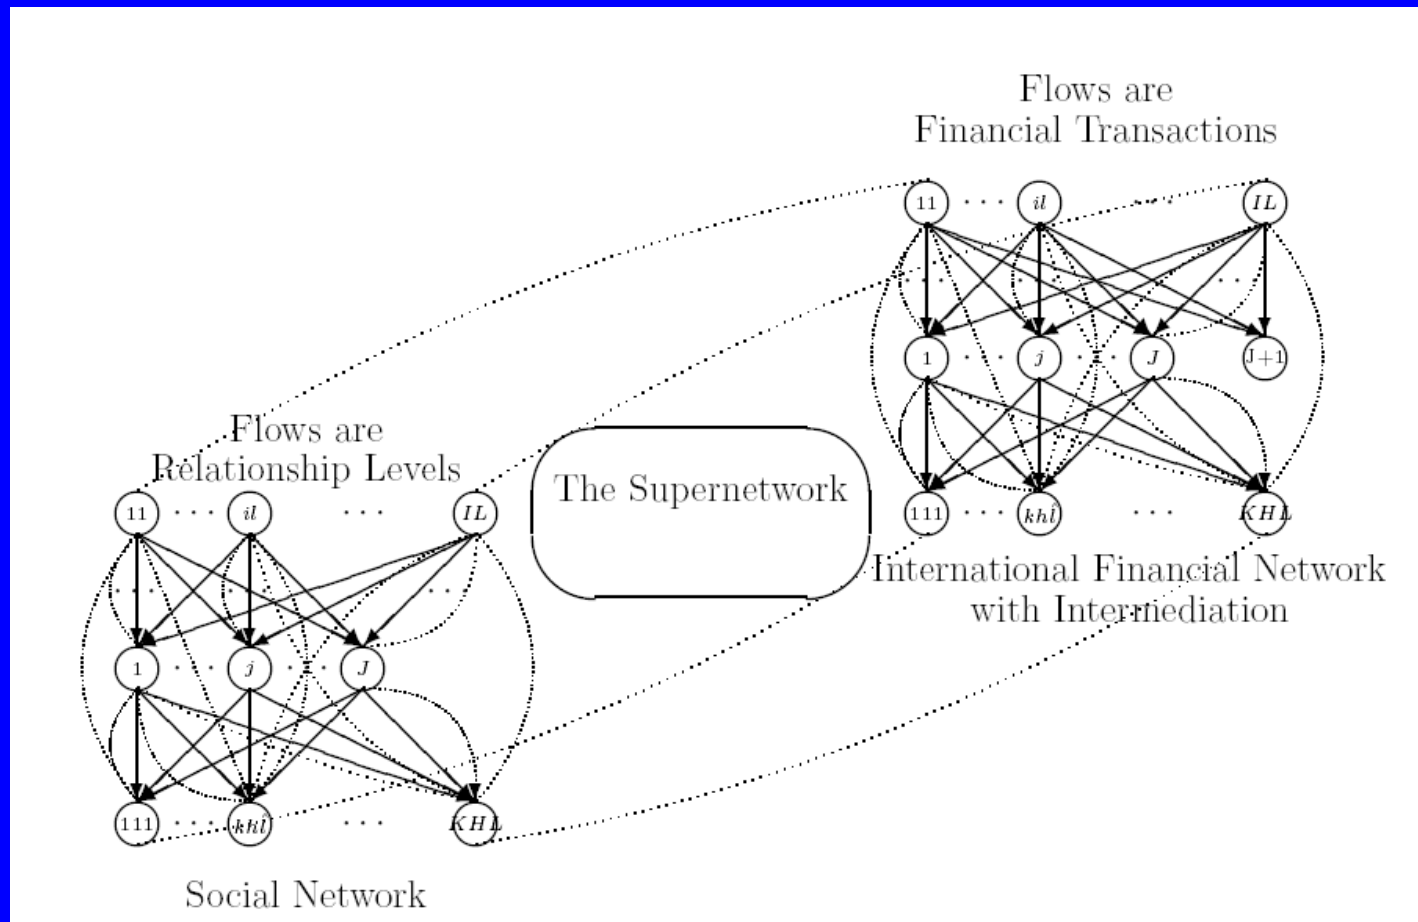 Flows are
Financial Transactions
11 · · · il · · · IL
1 · · · j · · · J J+1
111 · · · khl̂ · · · KHL
International Financial Network
with Intermediation
The Supernetwork
Flows are
Relationship Levels
11 · · · il · · · IL
1 · · · j · · · J
111 · · · khl̂ · · · KHL
Social Network